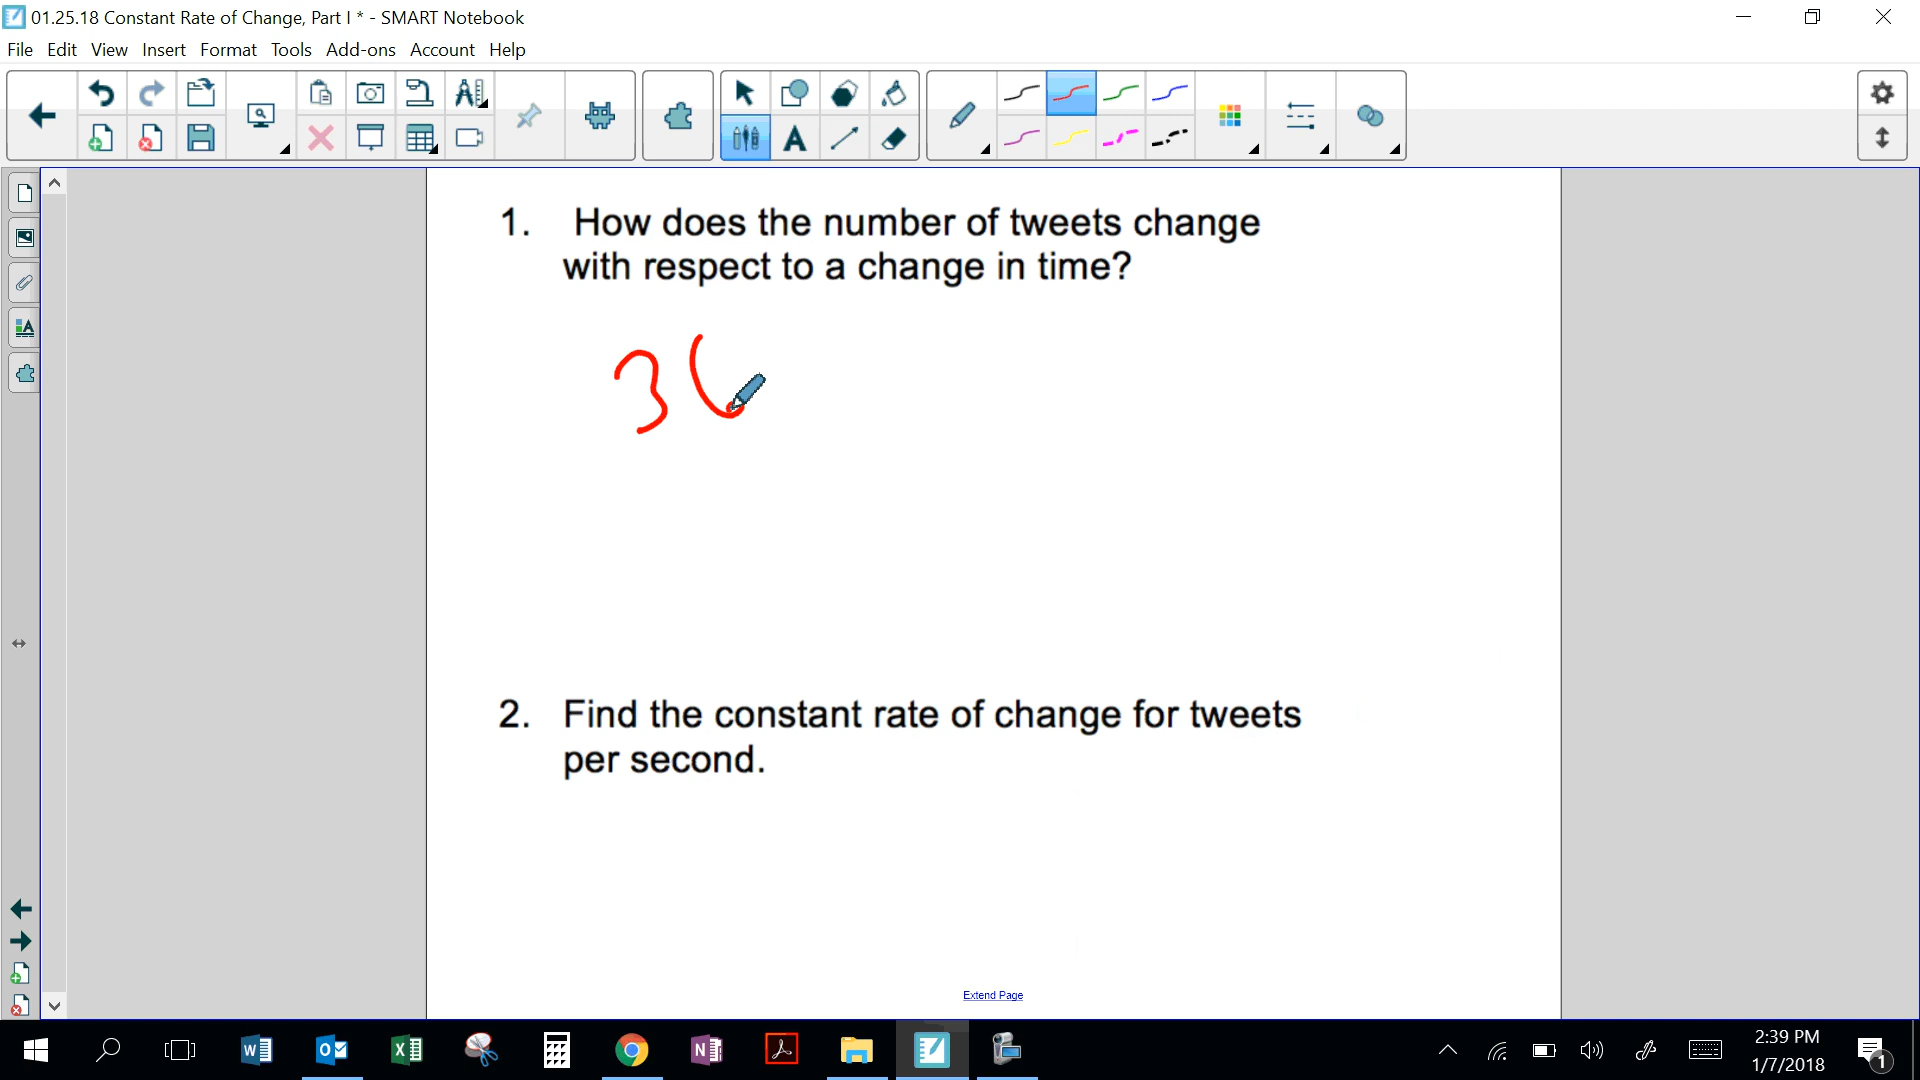 01.25.18 Constant Rate of Change, Part I * - SMART Notebook
File Edit View Insert Format Tools Add-ons Account Help
1. How does the number of tweets change
with respect to a change in time?
36
2. Find the constant rate of change for tweets
per second.
Extend Page
2:39 PM
1/7/2018
1